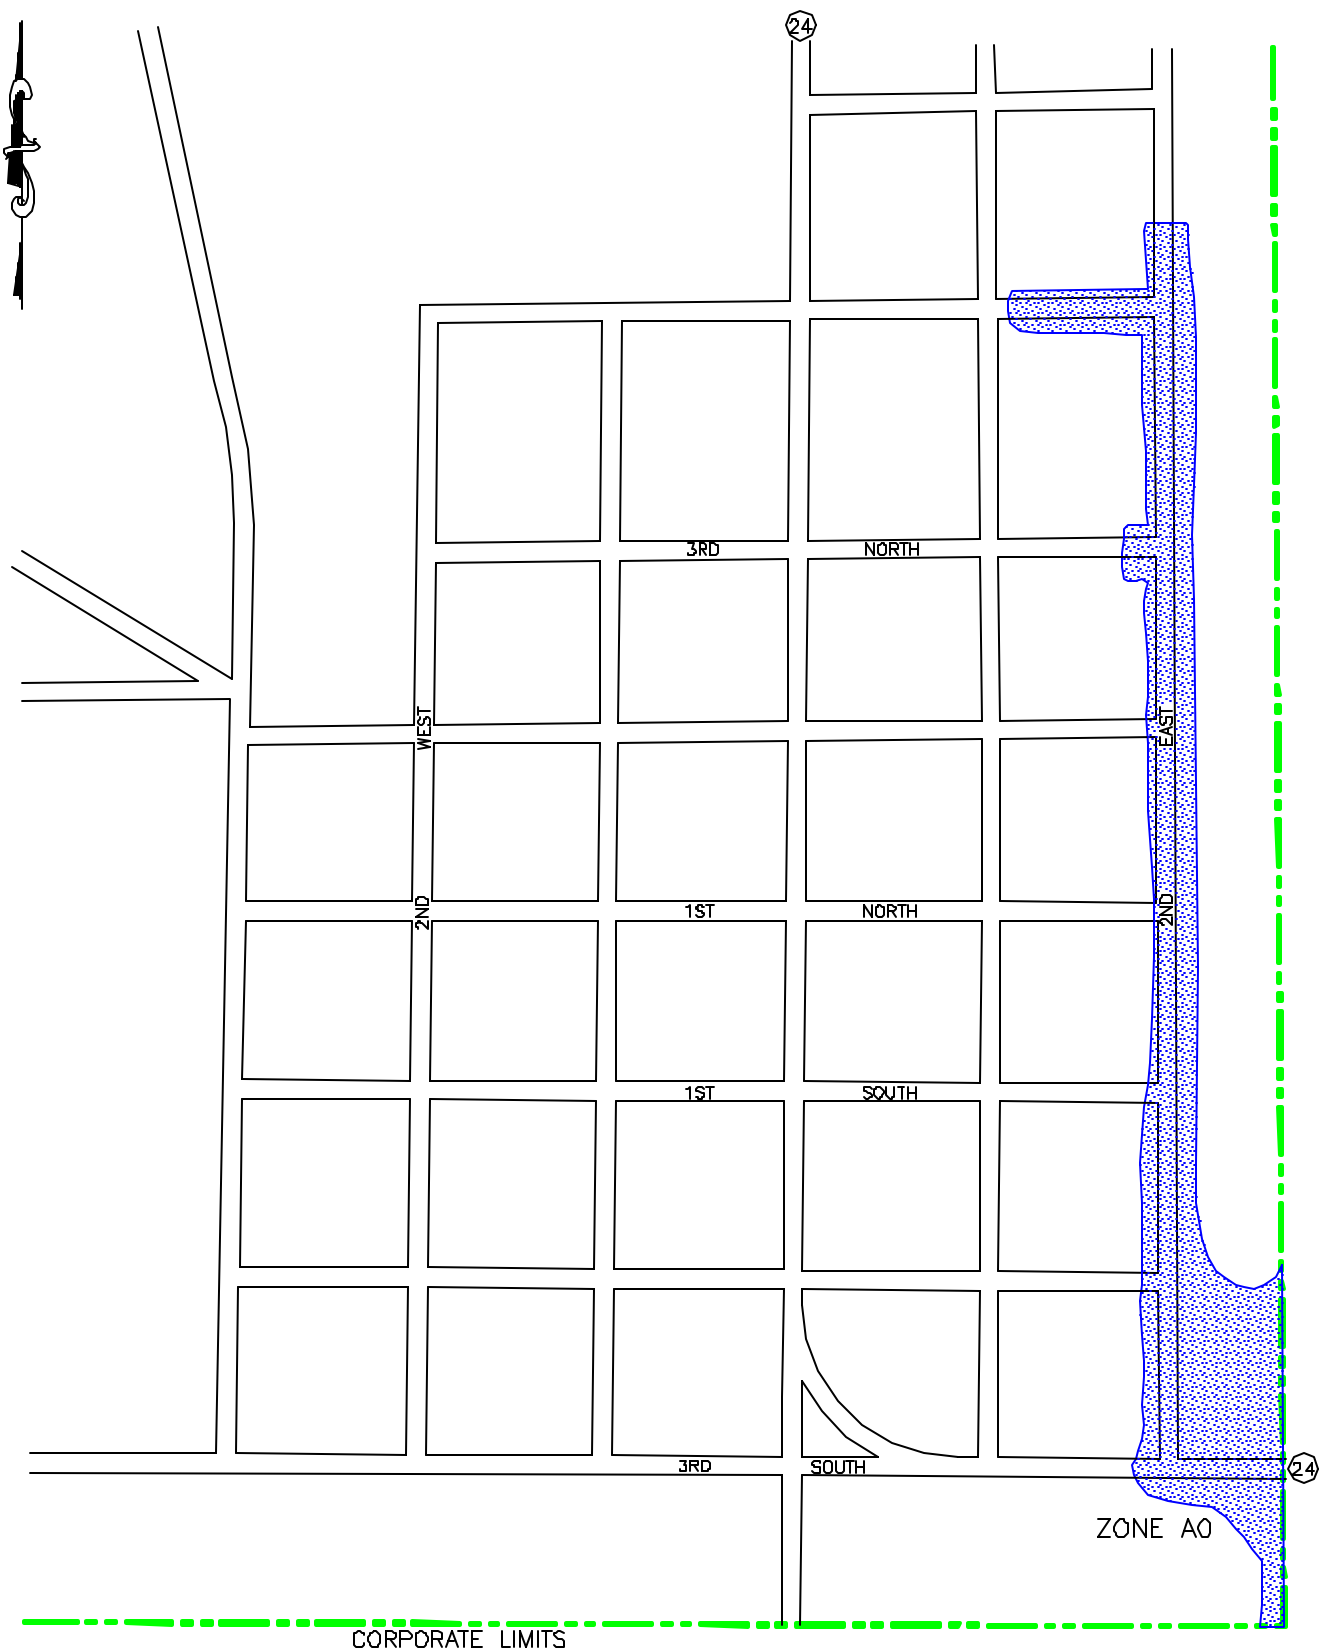 24
3RD NORTH
2ND WEST
2ND EAST
1ST NORTH
1ST SOUTH
3RD SOUTH
24
ZONE AO
CORPORATE LIMITS